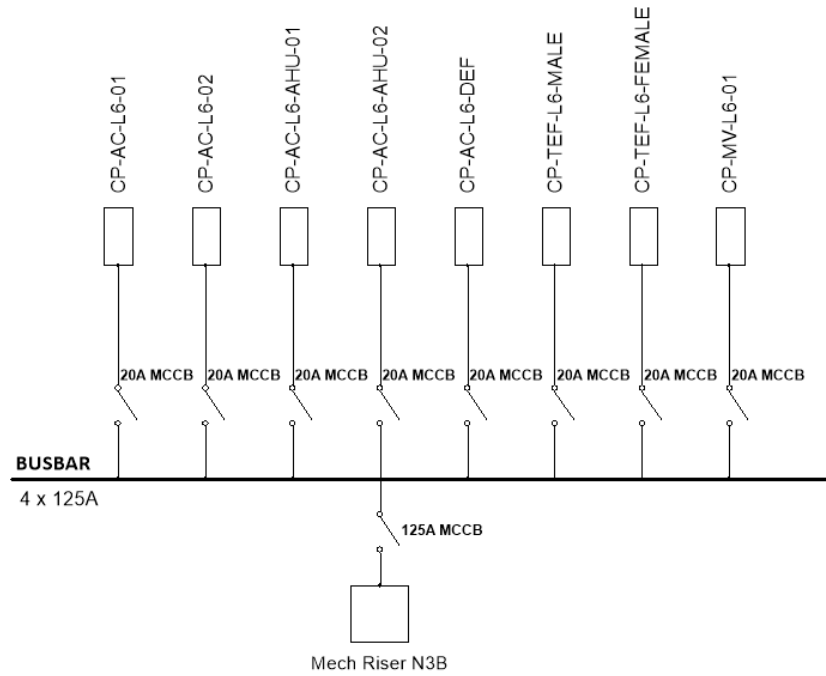 CP-AC-L6-01
CP-AC-L6-02
CP-AC-L6-AHU-01
CP-AC-L6-AHU-02
CP-AC-L6-DEF
CP-TEF-L6-MALE
CP-TEF-L6-FEMALE
CP-MV-L6-01
20A MCCB
20A MCCB
20A MCCB
20A MCCB
20A MCCB
20A MCCB
20A MCCB
20A MCCB
BUSBAR
4 x 125A
125A MCCB
Mech Riser N3B